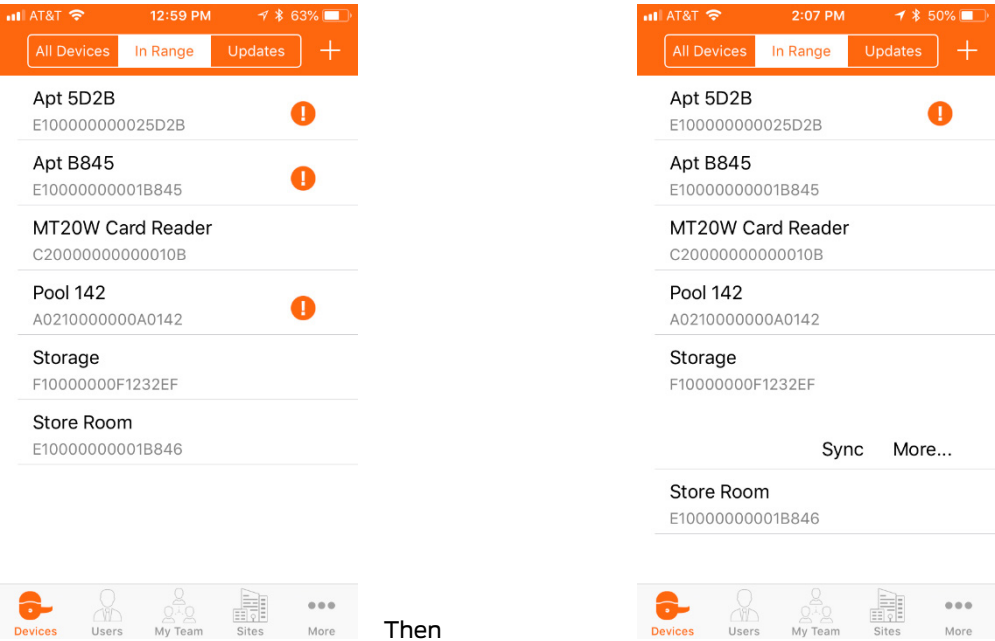 AT&T 12:59 PM 63%
All Devices In Range Updates +
Apt 5D2B
E100000000025D2B
Apt B845
E10000000001B845
MT20W Card Reader
C20000000000010B
Pool 142
A0210000000A0142
Storage
F10000000F1232EF
Store Room
E10000000001B846
Devices Users My Team Sites More
Then
AT&T 2:07 PM 50%
All Devices In Range Updates +
Apt 5D2B
E100000000025D2B
Apt B845
E10000000001B845
MT20W Card Reader
C20000000000010B
Pool 142
A0210000000A0142
Storage
F10000000F1232EF
Sync More...
Store Room
E10000000001B846
Devices Users My Team Sites More